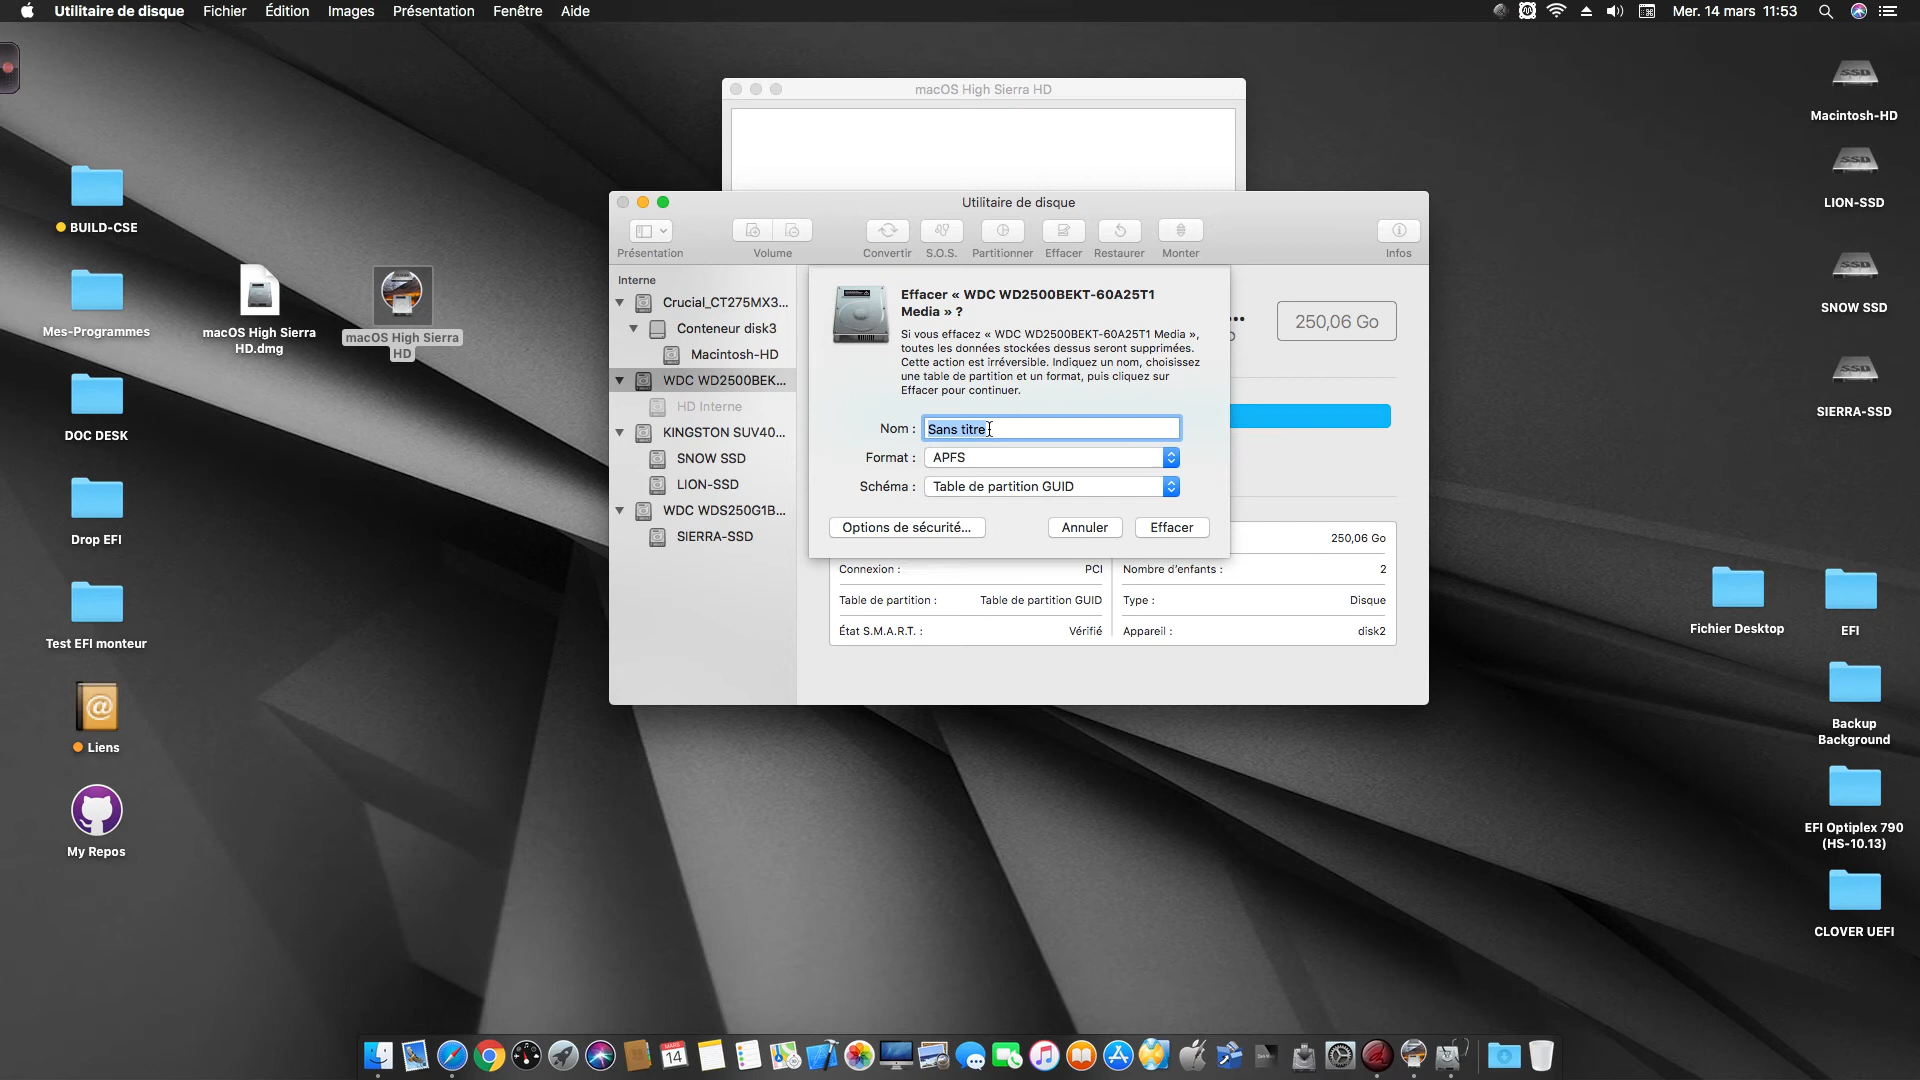 Utilitaire de disque Fichier Édition Images Présentation Fenêtre Aide
Mer. 14 mars 11:53
BUILD-CSE
Mes-Programmes
DOC DESK
Drop EFI
Test EFI monteur
Liens
My Repos
macOS High Sierra
HD.dmg
macOS High Sierra
HD
macOS High Sierra HD
Utilitaire de disque
Présentation Volume Convertir S.O.S. Partitionner Effacer Restaurer Monter Infos
Interne
Crucial_CT275MX3...
Conteneur disk3
Macintosh-HD
WDC WD2500BEK...
HD Interne
KINGSTON SUV40...
SNOW SSD
LION-SSD
WDC WDS250G1B...
SIERRA-SSD
Effacer « WDC WD2500BEKT-60A25T1
Media » ?
Si vous effacez « WDC WD2500BEKT-60A25T1 Media »,
toutes les données stockées dessus seront supprimées.
Cette action est irréversible. Indiquez un nom, choisissez
une table de partition et un format, puis cliquez sur
Effacer pour continuer.
Nom : Sans titre
Format : APFS
Schéma : Table de partition GUID
Options de sécurité... Annuler Effacer
250,06 Go
250,06 Go
Connexion : PCI Nombre d'enfants : 2
Table de partition : Table de partition GUID Type : Disque
État S.M.A.R.T. : Vérifié Appareil : disk2
SSD
Macintosh-HD
SSD
LION-SSD
SSD
SNOW SSD
SSD
SIERRA-SSD
Fichier Desktop
EFI
Backup
Background
EFI Optiplex 790
(HS-10.13)
CLOVER UEFI
MARS
14